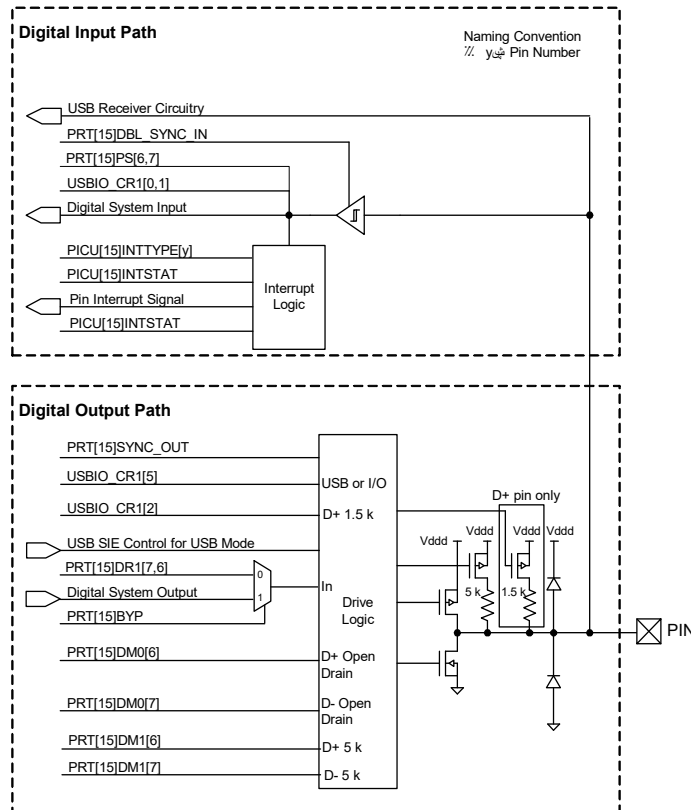 Digital Input Path
Naming Convention
Pin Number
USB Receiver Circuitry
PRT[15]DBL_SYNC_IN
PRT[15]PS[6,7]
USBIO_CR1[0,1]
Digital System Input
PICU[15]INTTYPE[y]
PICU[15]INTSTAT
Interrupt
Logic
Pin Interrupt Signal
PICU[15]INTSTAT
Digital Output Path
PRT[15]SYNC_OUT
USBIO_CR1[5]
USB or I/O
D+ pin only
USBIO_CR1[2]
D+ 1.5 k
Vddd
Vddd
Vddd
Vddd
USB SIE Control for USB Mode
PRT[15]DR1[7,6]
0
In
5 k
1.5 k
Digital System Output
1
Drive
Logic
PRT[15]BYP
PIN
PRT[15]DM0[6]
D+ Open
Drain
PRT[15]DM0[7]
D- Open
Drain
PRT[15]DM1[6]
D+ 5 k
PRT[15]DM1[7]
D- 5 k